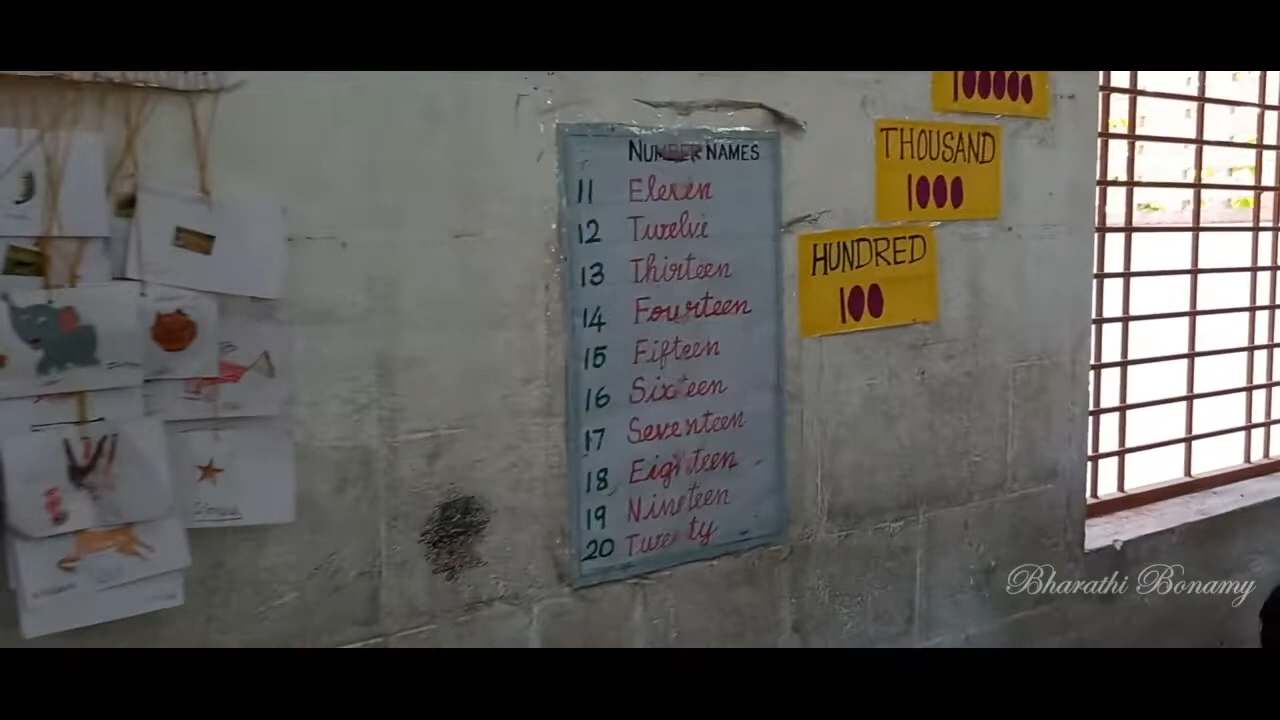 NUMBER NAMES
11 Eleven
12 Twelve
13 Thirteen
14 Fourteen
15 Fifteen
16 Sixteen
17 Seventeen
18 Eighteen
19 Nineteen
20 Twenty
THOUSAND
1000
HUNDRED
100
Bharathi Bonamy